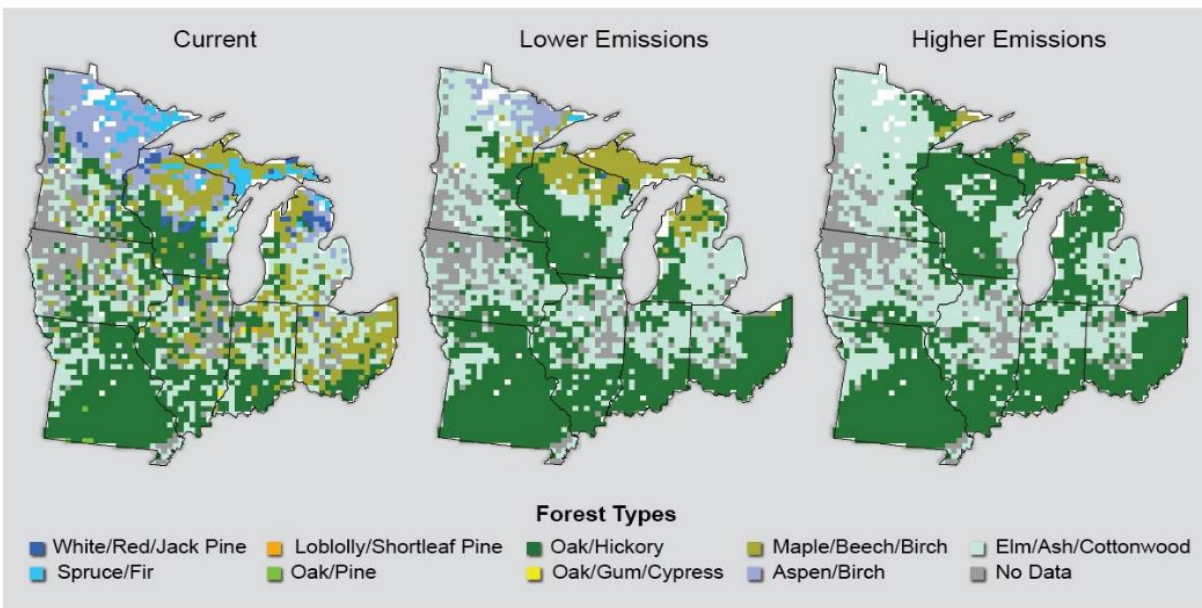 Current Lower Emissions Higher Emissions
Forest Types
White/Red/Jack Pine Loblolly/Shortleaf Pine Oak/Hickory Maple/Beech/Birch Elm/Ash/Cottonwood
Spruce/Fir Oak/Pine Oak/Gum/Cypress Aspen/Birch No Data